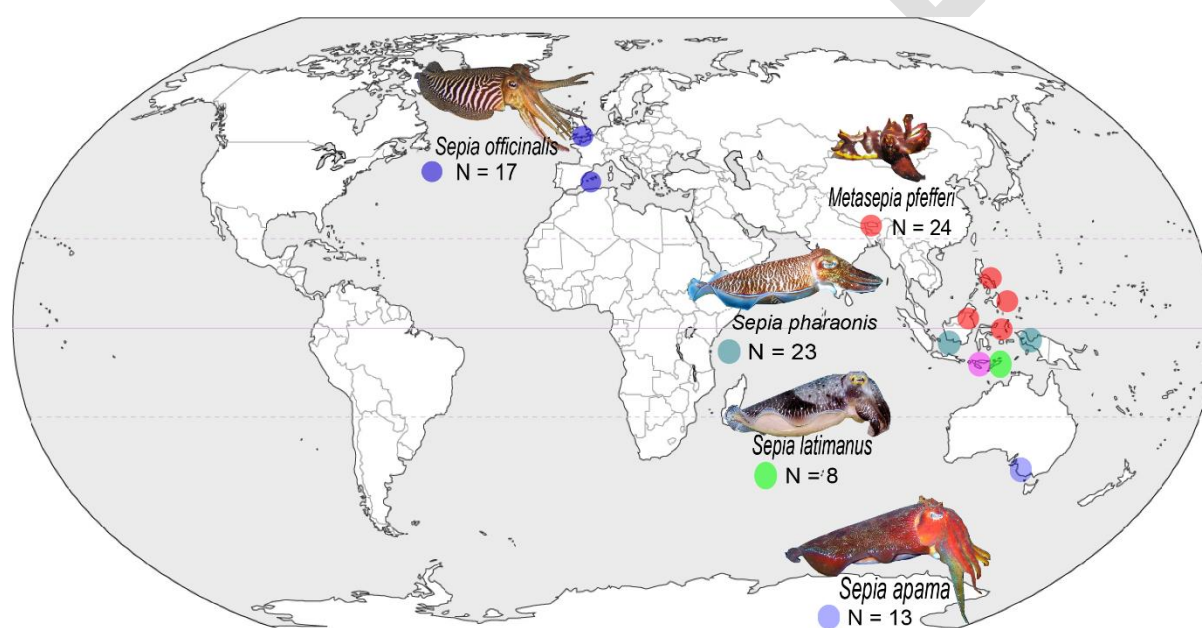 Sepia officinalis
N = 17
Metasepia pfefferi
N = 24
Sepia pharaonis
N = 23
Sepia latimanus
N = 8
Sepia apama
N = 13